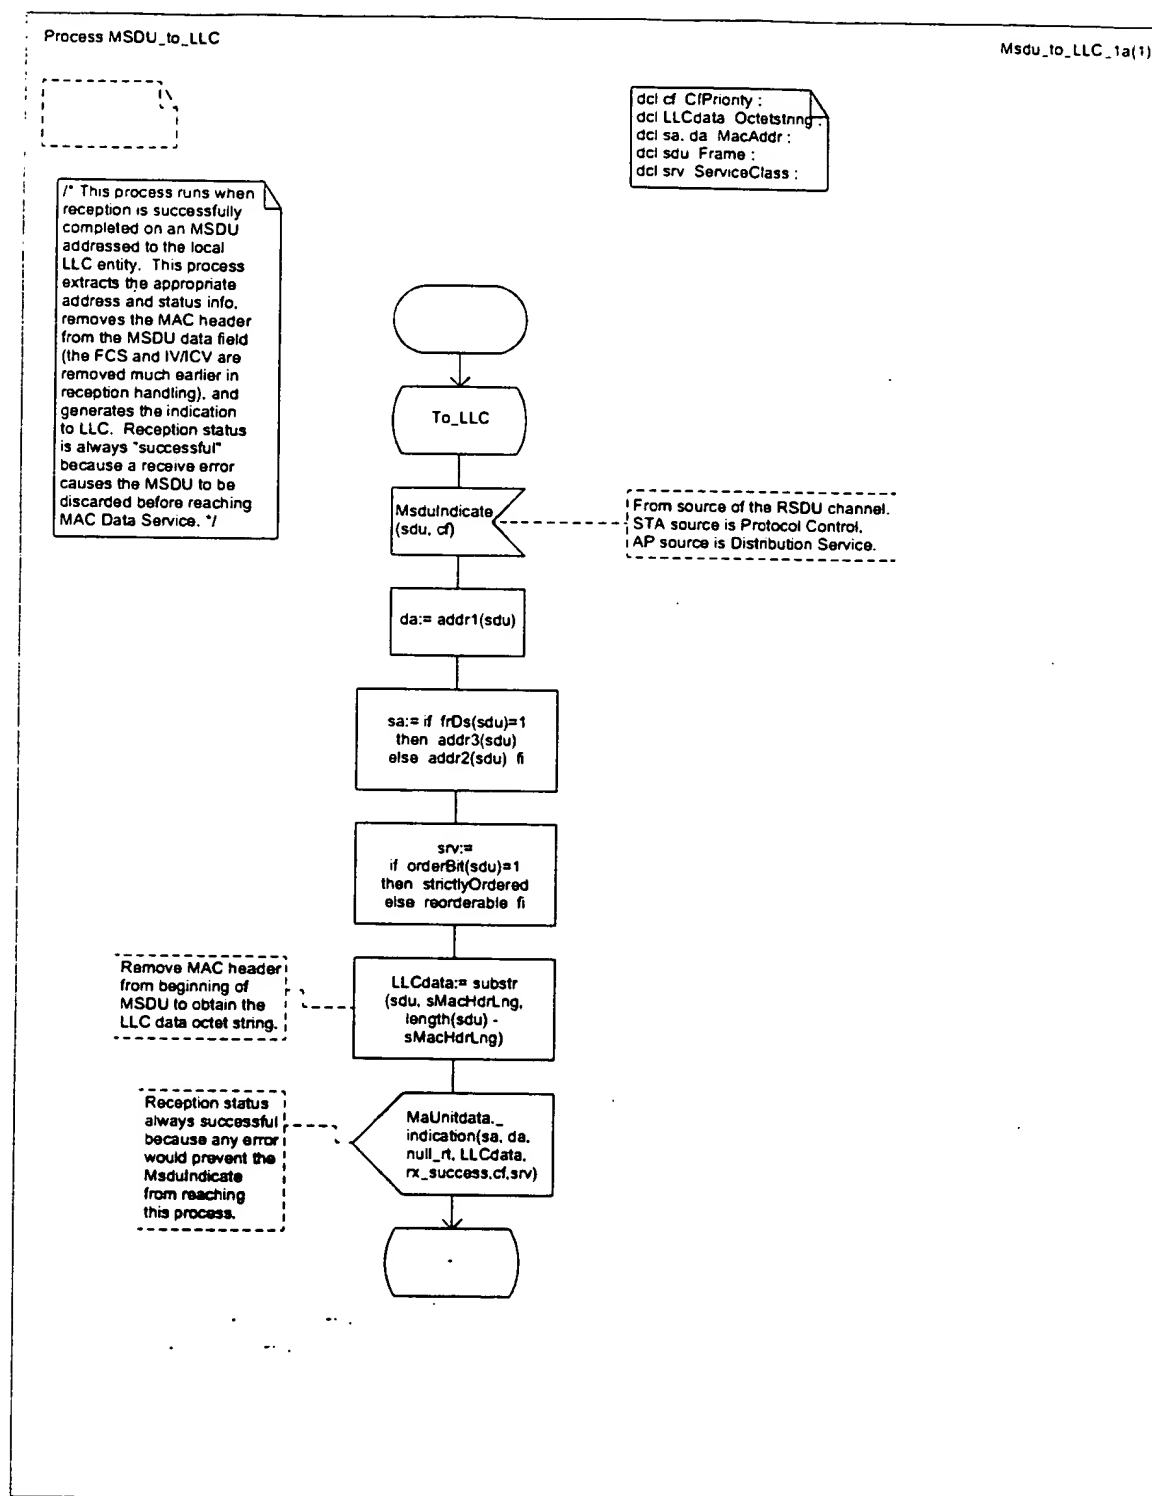 Process MSDU_to_LLC
Msdu_to_LLC_1a(1)
dcl cf CfPriority ;
dcl LLCdata Octetstring ;
dcl sa, da MacAddr ;
dcl sdu Frame ;
dcl srv ServiceClass ;
/* This process runs when
reception is successfully
completed on an MSDU
addressed to the local
LLC entity. This process
extracts the appropriate
address and status info,
removes the MAC header
from the MSDU data field
(the FCS and IV/ICV are
removed much earlier in
reception handling), and
generates the indication
to LLC. Reception status
is always "successful"
because a receive error
causes the MSDU to be
discarded before reaching
MAC Data Service. */
To_LLC
MsduIndicate
(sdu, cf)
From source of the RSDU channel.
STA source is Protocol Control,
AP source is Distribution Service.
da:= addr1(sdu)
sa:= if frDs(sdu)=1
then addr3(sdu)
else addr2(sdu) fi
srv:=
if orderBit(sdu)=1
then strictlyOrdered
else reorderable fi
Remove MAC header
from beginning of
MSDU to obtain the
LLC data octet string.
LLCdata:= substr
(sdu, sMacHdrLng,
length(sdu) -
sMacHdrLng)
Reception status
always successful
because any error
would prevent the
MsduIndicate
from reaching
this process.
MaUnitdata._
indication(sa, da,
null_rt, LLCdata,
rx_success,cf,srv)
-